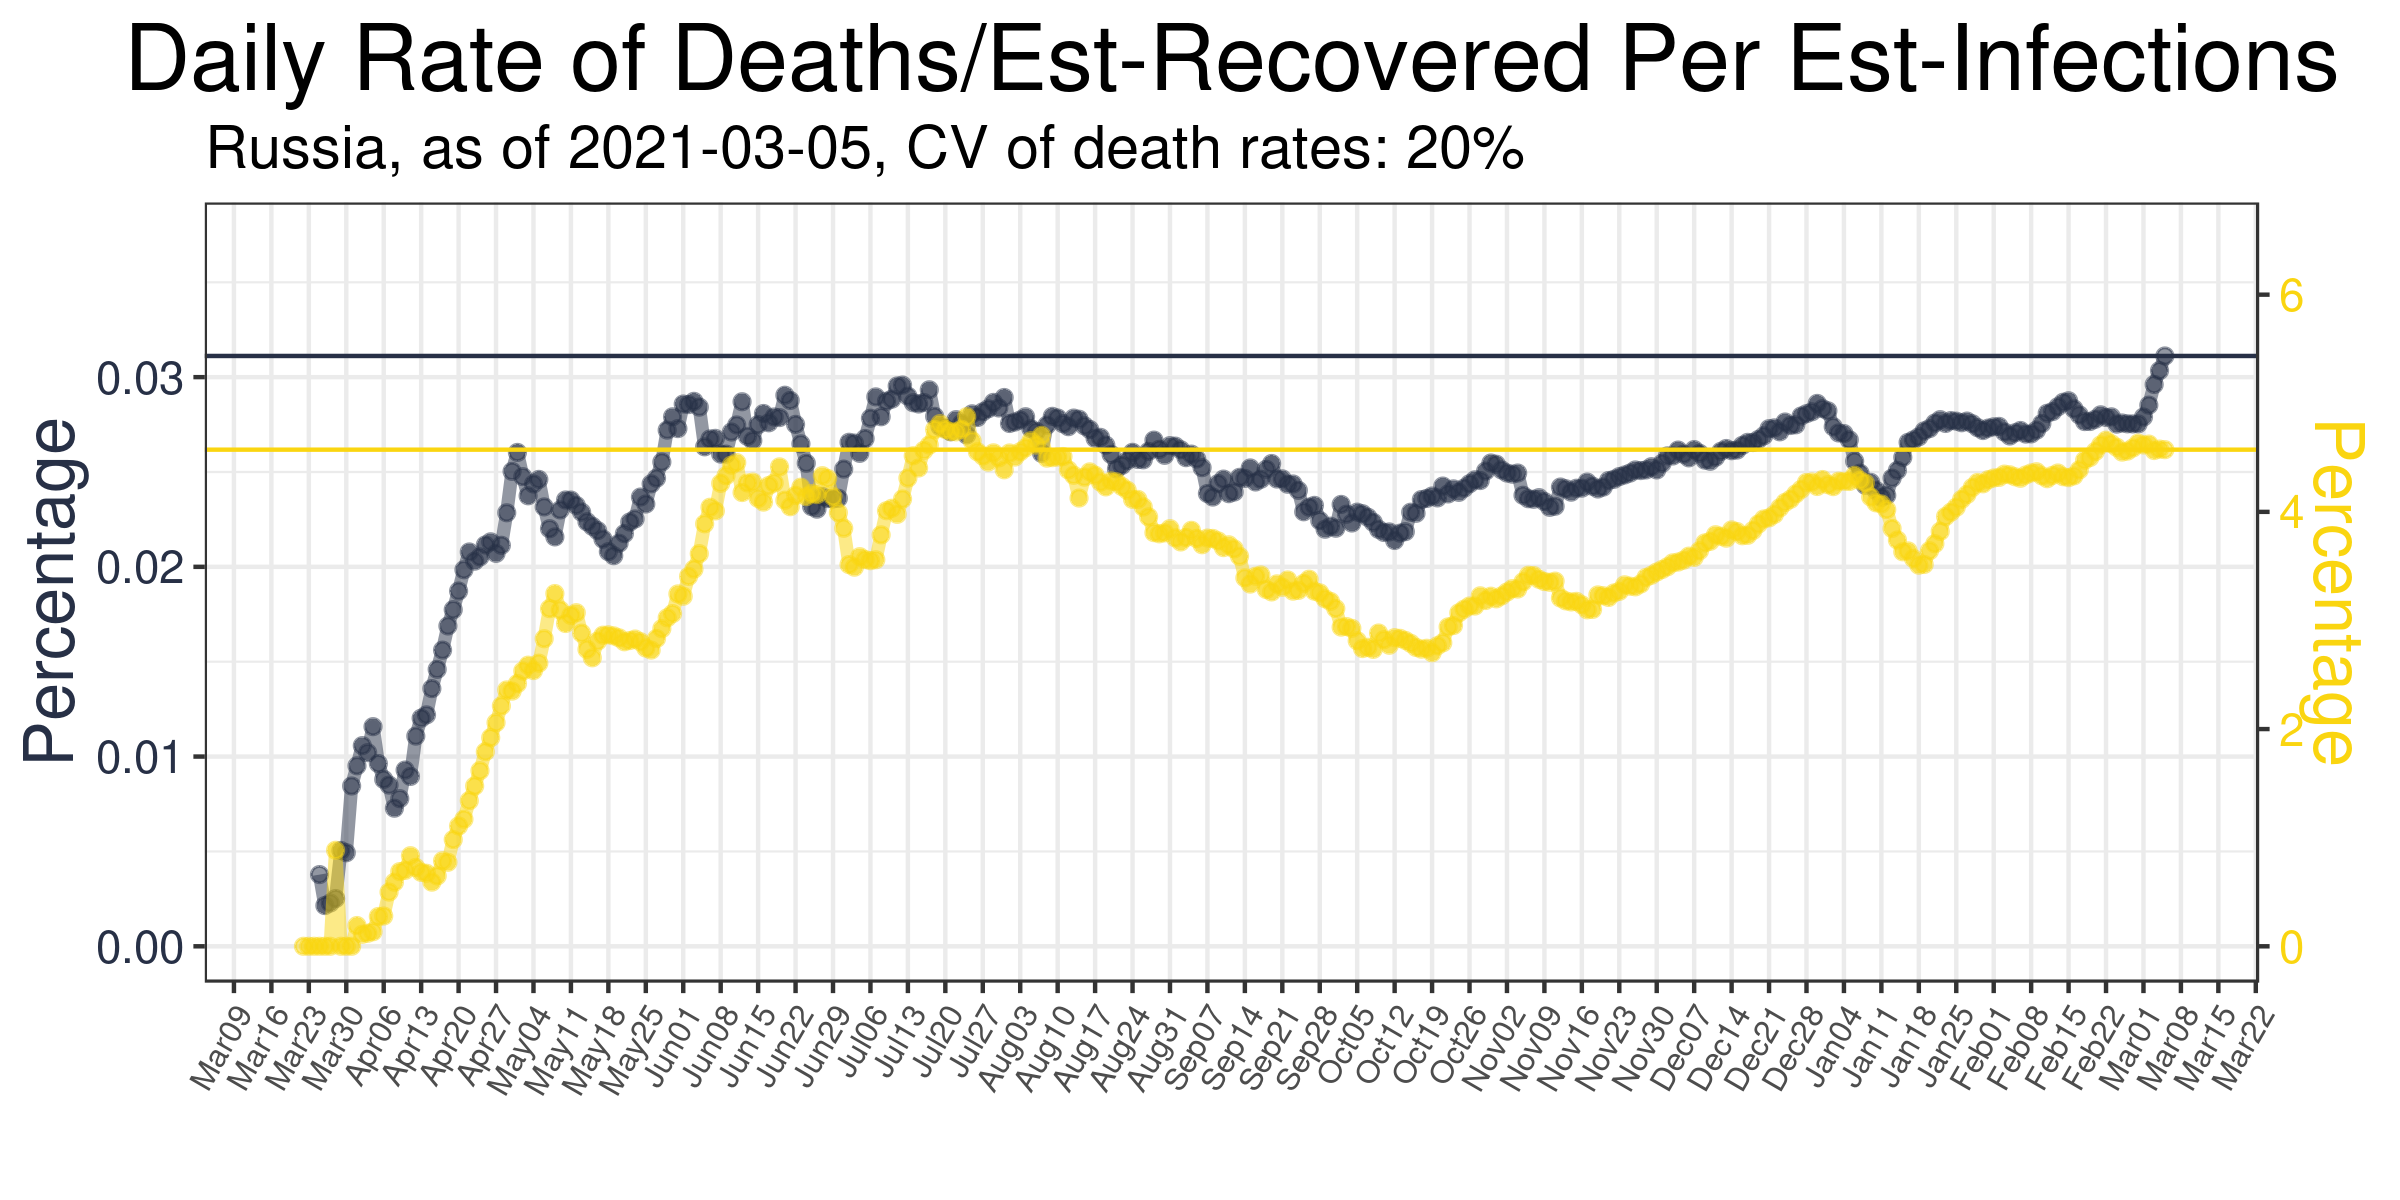 Daily Rate of Deaths/Est-Recovered Per Est-Infections
Russia, as of 2021-03-05, CV of death rates: 20%
Percentage
0.03
0.02
0.01
0.00
6
4
2
0
Percentage
Mar09
Mar16
Mar23
Mar30
Apr06
Apr13
Apr20
Apr27
May04
May11
May18
May25
Jun01
Jun08
Jun15
Jun22
Jun29
Jul06
Jul13
Jul20
Jul27
Aug03
Aug10
Aug17
Aug24
Aug31
Sep07
Sep14
Sep21
Sep28
Oct05
Oct12
Oct19
Oct26
Nov02
Nov09
Nov16
Nov23
Nov30
Dec07
Dec14
Dec21
Dec28
Jan04
Jan11
Jan18
Jan25
Feb01
Feb08
Feb15
Feb22
Mar01
Mar08
Mar15
Mar22